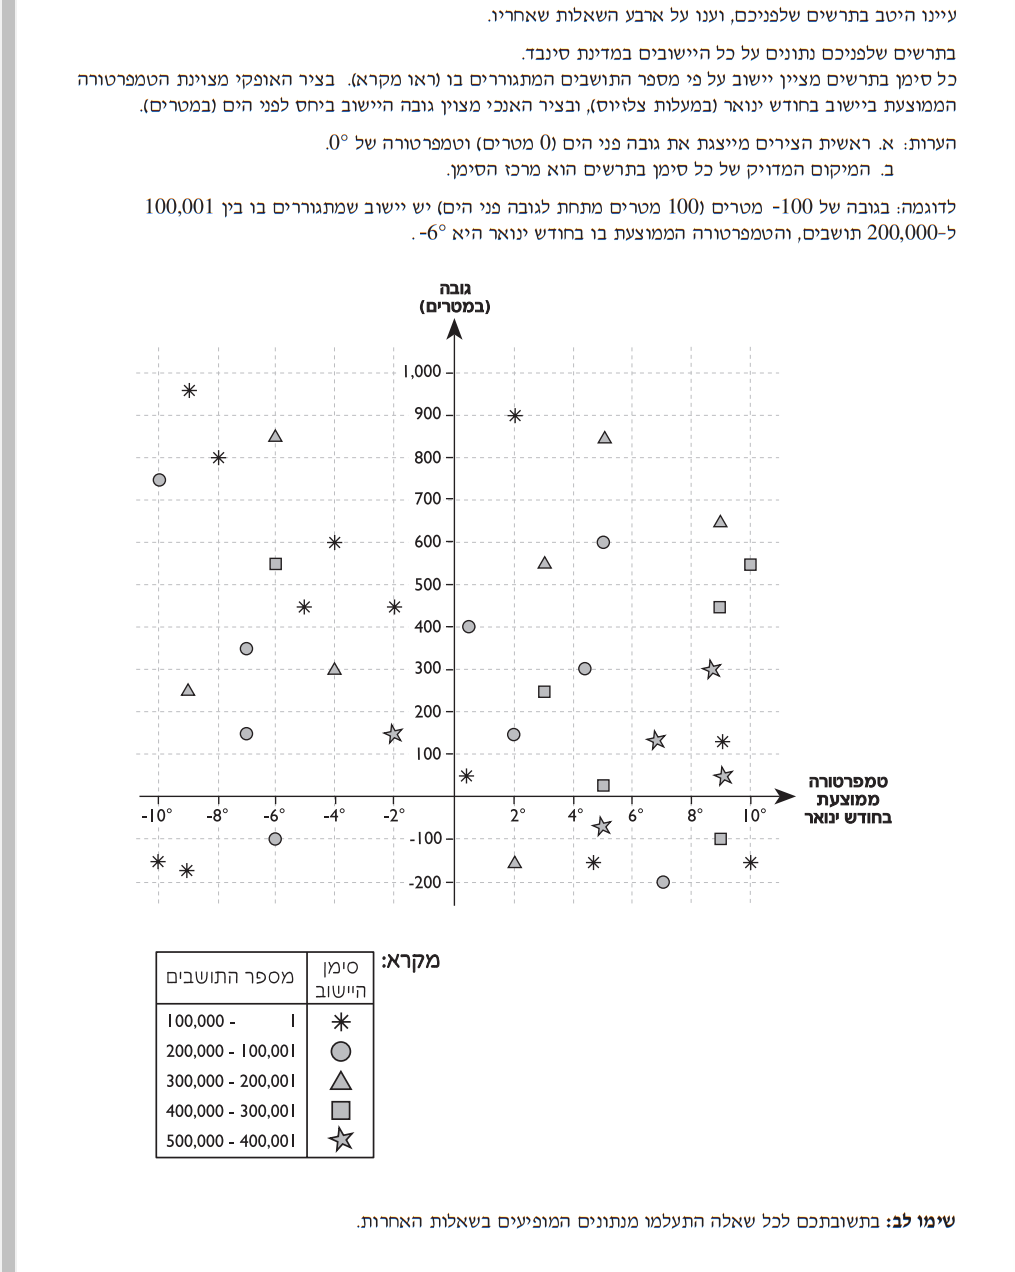 עיינו היטב בתרשים שלפניכם, וענו על ארבע השאלות שאחריו.
בתרשים שלפניכם נתונים על כל היישובים במדינת סינבד.
כל סימן בתרשים מציין יישוב על פי מספר התושבים המתגוררים בו (ראו מקרא). בציר האופקי מצוינת הטמפרטורה
הממוצעת ביישוב בחודש ינואר (במעלות צלזיוס), ובציר האנכי מצוין גובה היישוב ביחס לפני הים (במטרים).
הערות: א. ראשית הצירים מייצגת את גובה פני הים (0 מטרים) וטמפרטורה של 0°.
ב. המיקום המדויק של כל סימן בתרשים הוא מרכז הסימן.
לדוגמה: בגובה של 100- מטרים (100 מטרים מתחת לגובה פני הים) יש יישוב שמתגוררים בו בין 100,001
ל-200,000 תושבים, והטמפרטורה הממוצעת בו בחודש ינואר היא -6°.
גובה
(במטרים)
1,000
900
800
700
600
500
400
300
200
100
טמפרטורה
ממוצעת
בחודש ינואר
-10° -8° -6° -4° -2° 2° 4° 6° 8° 10°
-100
-200
מקרא:
סימן
היישוב
מספר התושבים
100,000 - 1
200,000 - 100,001
300,000 - 200,001
400,000 - 300,001
500,000 - 400,001
שימו לב: בתשובתכם לכל שאלה התעלמו מנתונים המופיעים בשאלות האחרות.